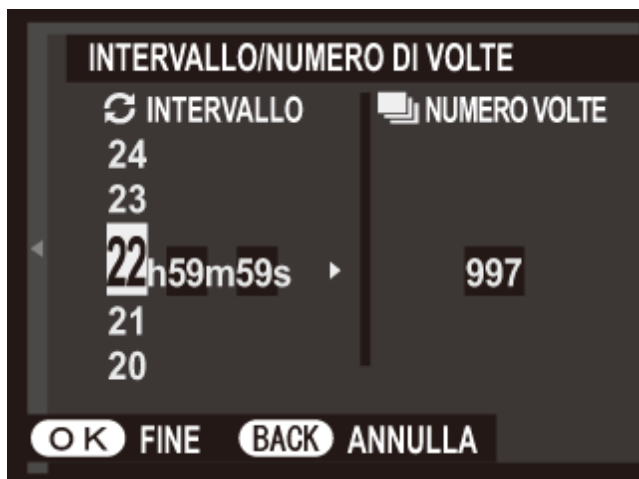 INTERVALLO/NUMERO DI VOLTE
INTERVALLO NUMERO VOLTE
24
23
22h59m59s 997
21
20
OK FINE BACK ANNULLA